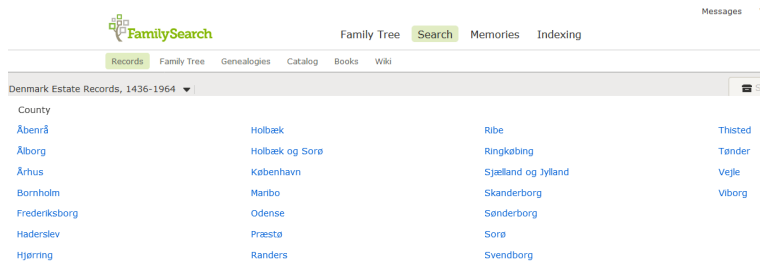 Messages
FamilySearch
Family Tree Search Memories Indexing
Records Family Tree Genealogies Catalog Books Wiki
Denmark Estate Records, 1436-1964
County
Åbenrå Holbæk Ribe Thisted
Ålborg Holbæk og Sorø Ringkøbing Tønder
Århus København Sjælland og Jylland Vejle
Bornholm Maribo Skanderborg Viborg
Frederiksborg Odense Sønderborg
Haderslev Præstø Sorø
Hjørring Randers Svendborg